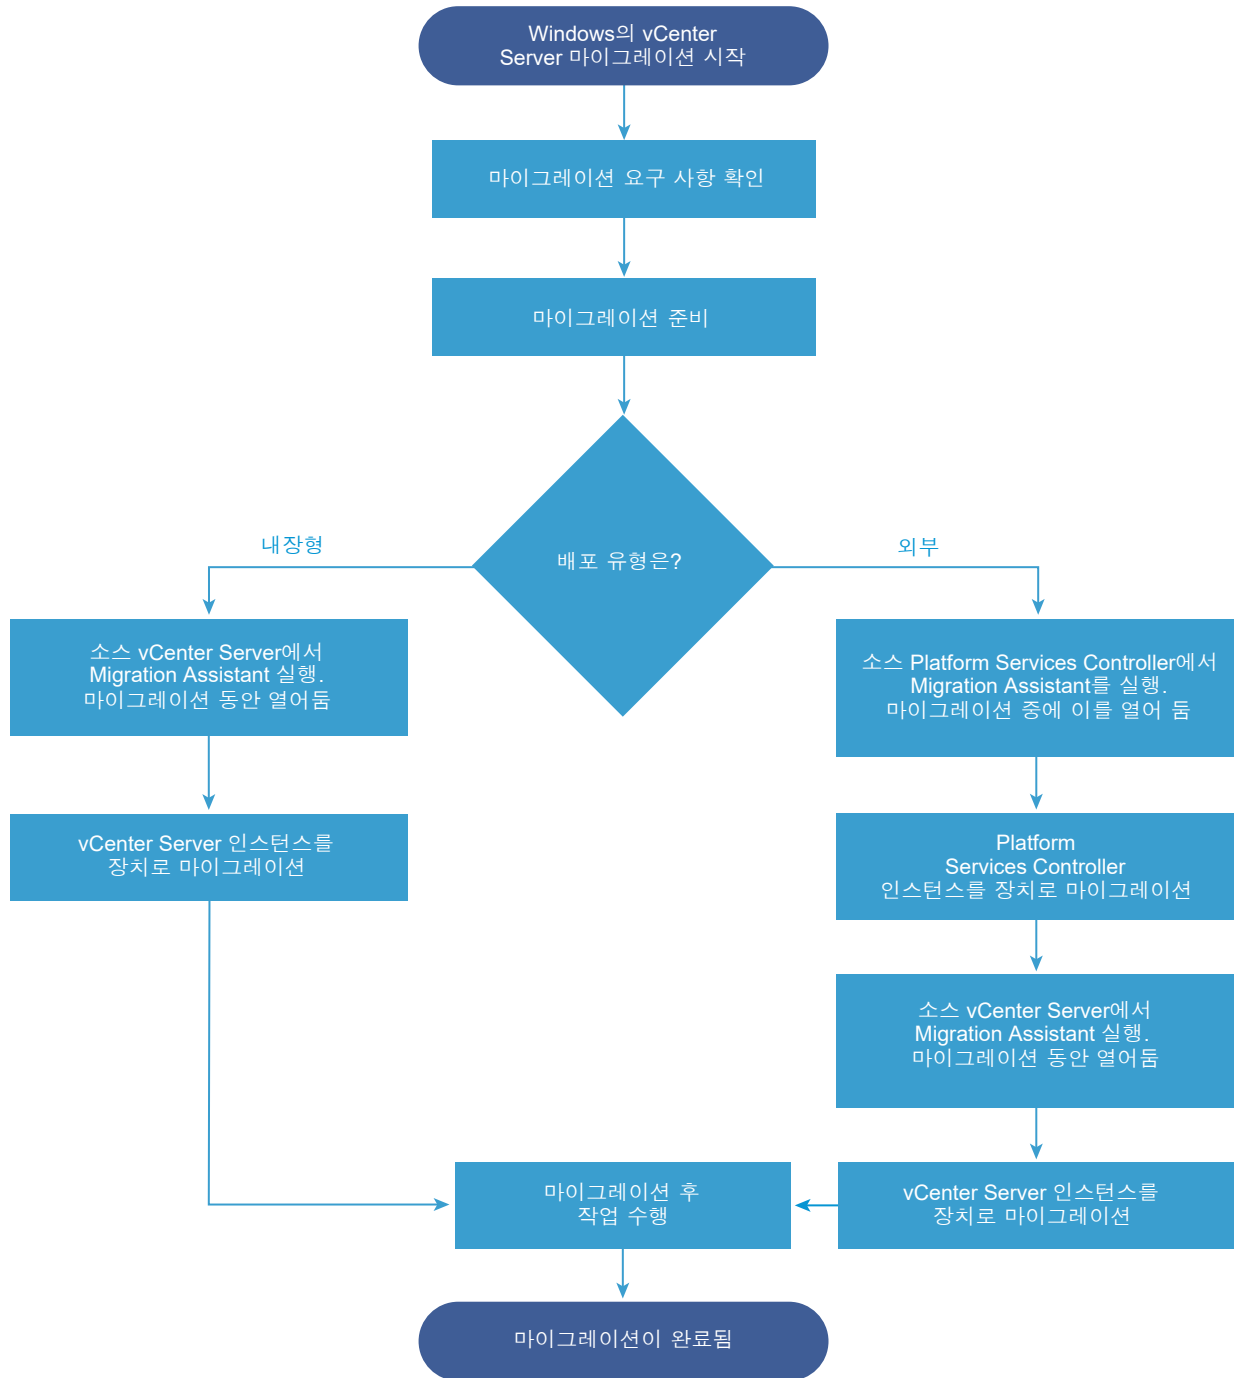 Windows의 vCenter
Server 마이그레이션 시작
마이그레이션 요구 사항 확인
마이그레이션 준비
배포 유형은?
내장형
외부
소스 vCenter Server에서
Migration Assistant 실행.
마이그레이션 동안 열어둠
vCenter Server 인스턴스를
장치로 마이그레이션
소스 Platform Services Controller에서
Migration Assistant를 실행.
마이그레이션 중에 이를 열어 둠
Platform
Services Controller
인스턴스를 장치로 마이그레이션
소스 vCenter Server에서
Migration Assistant 실행.
마이그레이션 동안 열어둠
vCenter Server 인스턴스를
장치로 마이그레이션
마이그레이션 후
작업 수행
마이그레이션이 완료됨